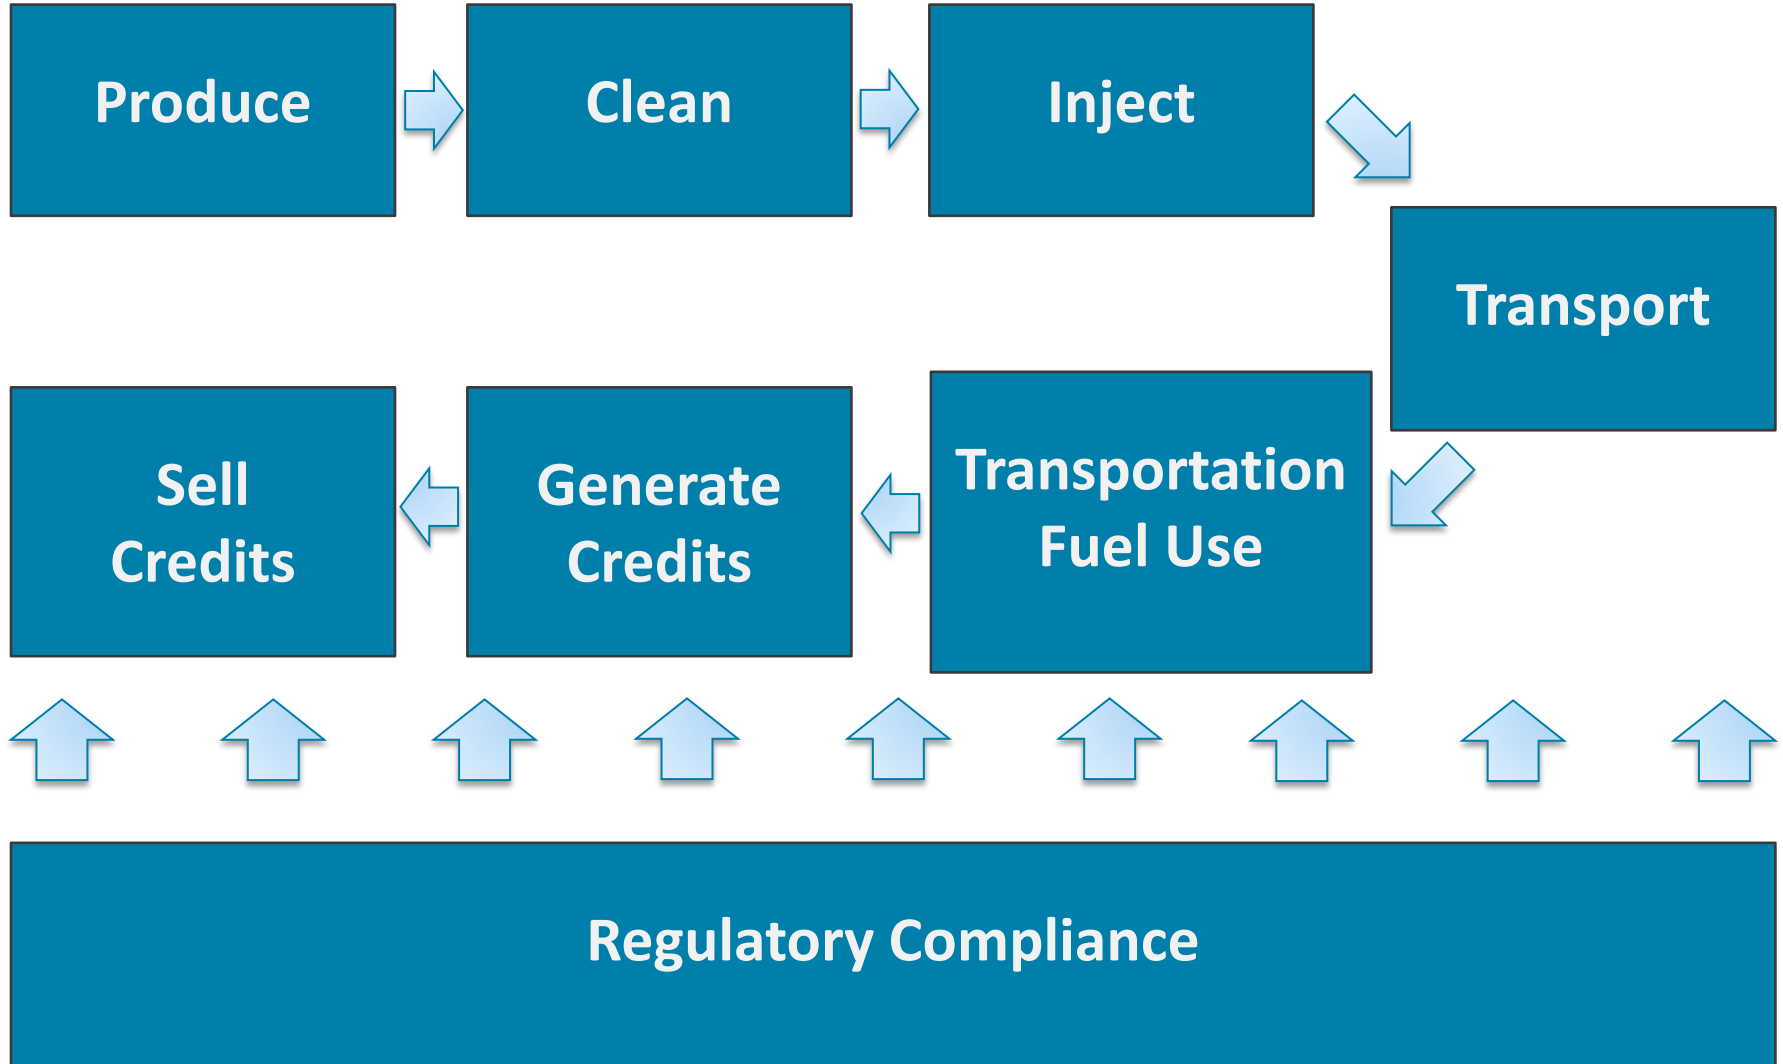 Produce
Clean
Inject
Transport
Transportation
Fuel Use
Generate
Credits
Sell
Credits
Regulatory Compliance